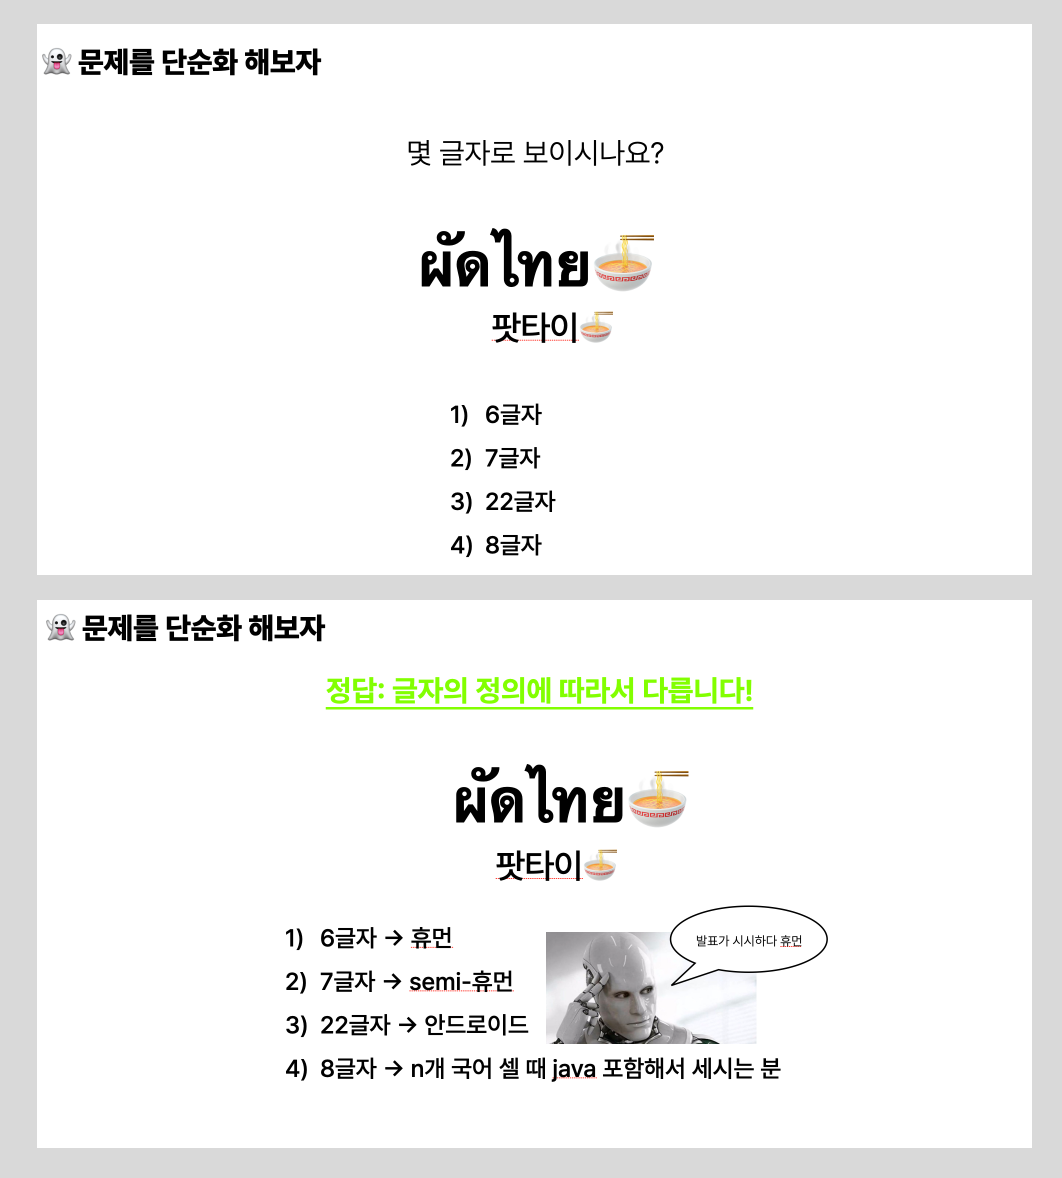 👻 문제를 단순화 해보자
몇 글자로 보이시나요?
ผัดไทย🍜
팟타이🍜
1) 6글자
2) 7글자
3) 22글자
4) 8글자
👻 문제를 단순화 해보자
정답: 글자의 정의에 따라서 다릅니다!
ผัดไทย🍜
팟타이🍜
발표가 시시하다 휴먼
1) 6글자 → 휴먼
2) 7글자 → semi-휴먼
3) 22글자 → 안드로이드
4) 8글자 → n개 국어 셀 때 java 포함해서 세시는 분